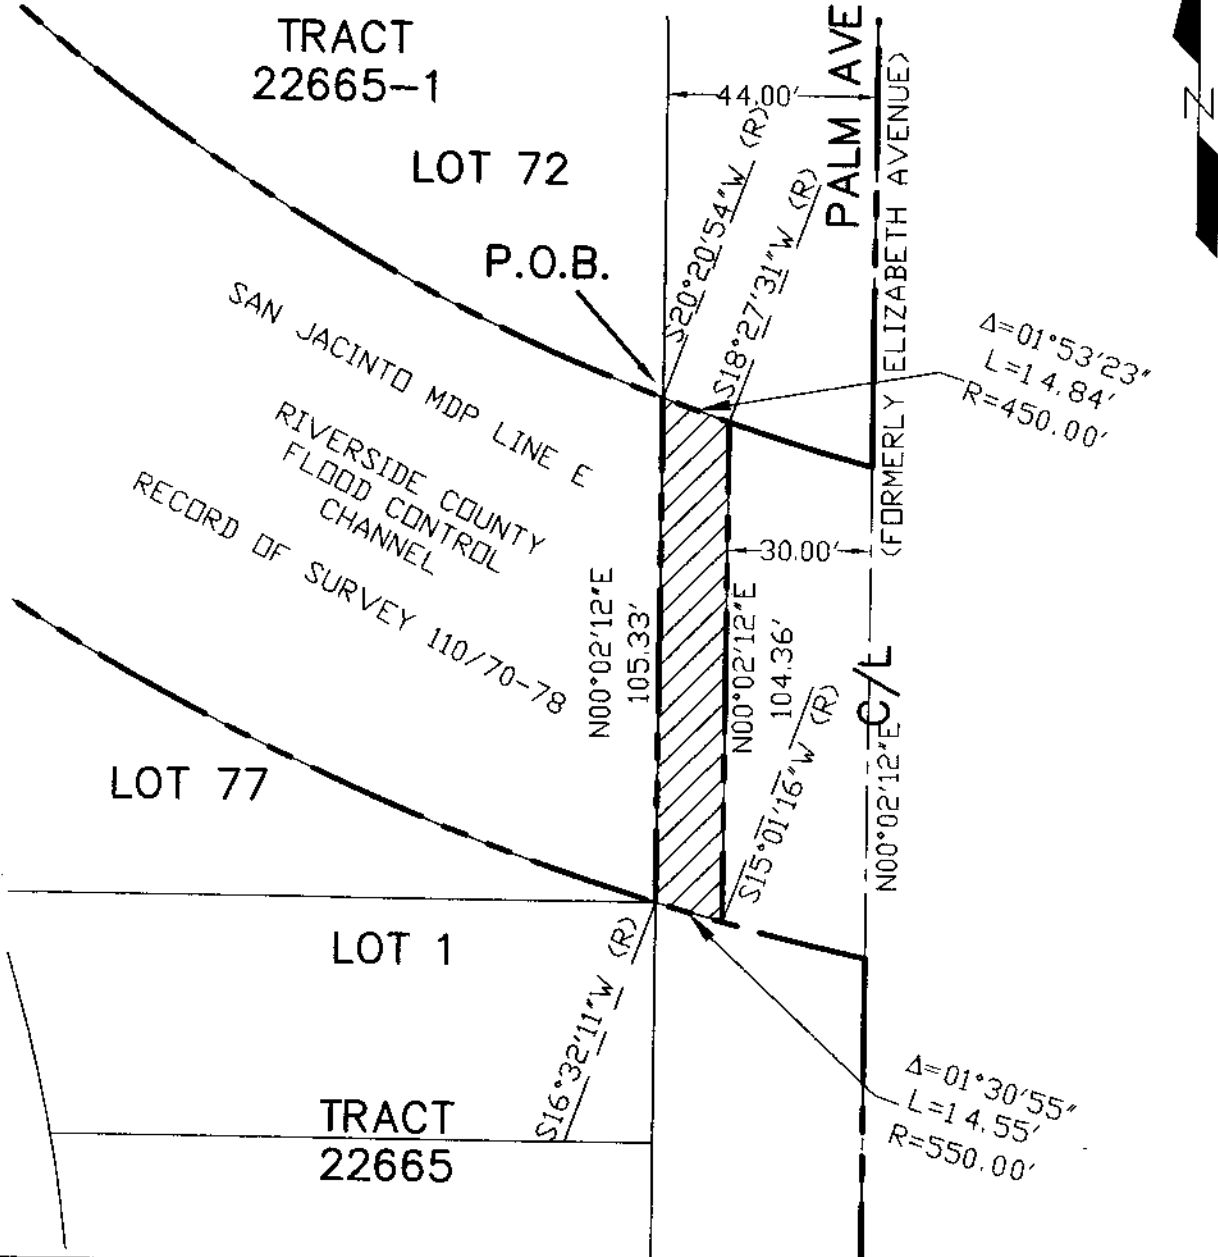 TRACT
22665-1
LOT 72
P.O.B.
44.00'
PALM AVE
(FORMERLY ELIZABETH AVENUE)
N
S20°20'54"W (R)
S18°27'31"W (R)
Δ=01°53'23"
L=14.84'
R=450.00'
SAN JACINTO MDP LINE E
RIVERSIDE COUNTY
FLOOD CONTROL
CHANNEL
RECORD OF SURVEY 110/70-78
30.00'
N00°02'12"E
105.33'
N00°02'12"E
104.36'
C/L
N00°02'12"E
S15°01'16"W (R)
LOT 77
LOT 1
S16°32'11"W (R)
TRACT
22665
Δ=01°30'55"
L=14.55'
R=550.00'